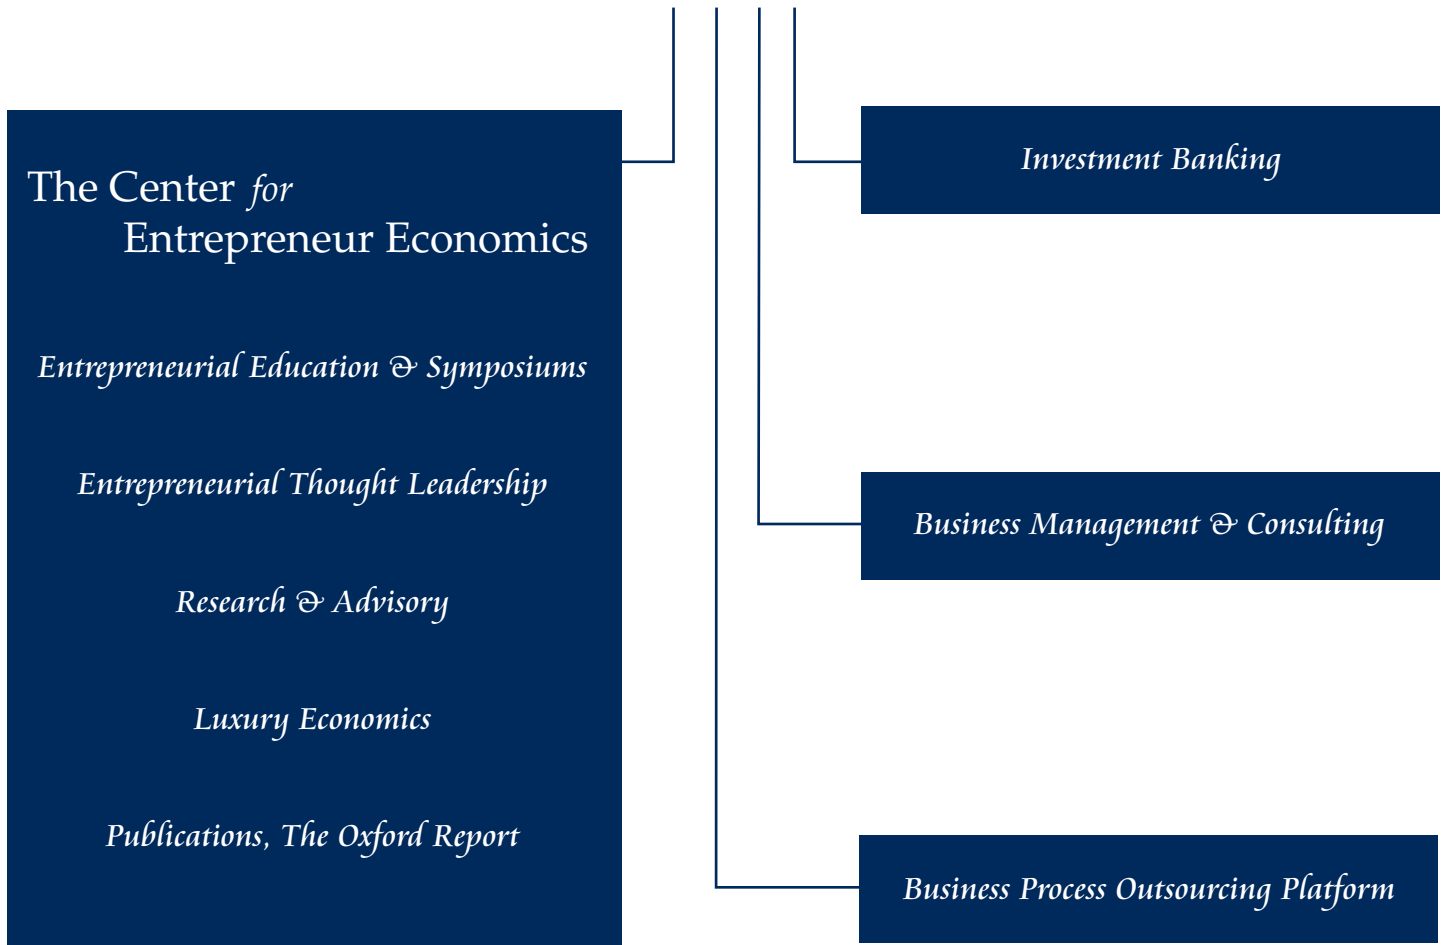 The Center for
Entrepreneur Economics
Entrepreneurial Education & Symposiums
Entrepreneurial Thought Leadership
Research & Advisory
Luxury Economics
Publications, The Oxford Report
Investment Banking
Business Management & Consulting
Business Process Outsourcing Platform